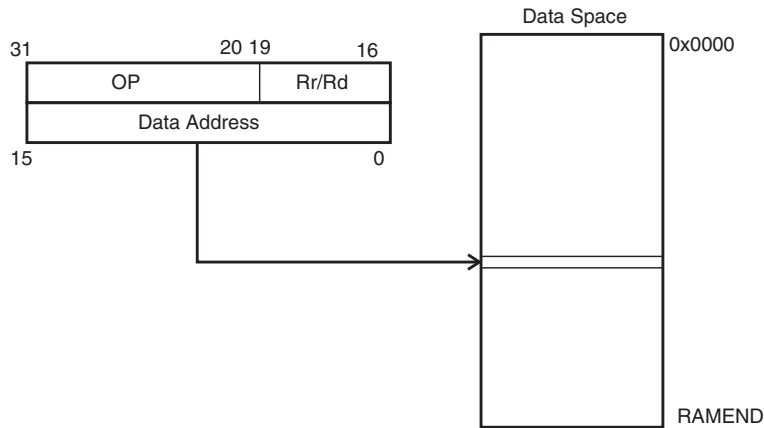 Data Space
31 20 19 16 0x0000
OP Rr/Rd
Data Address
15 0
RAMEND